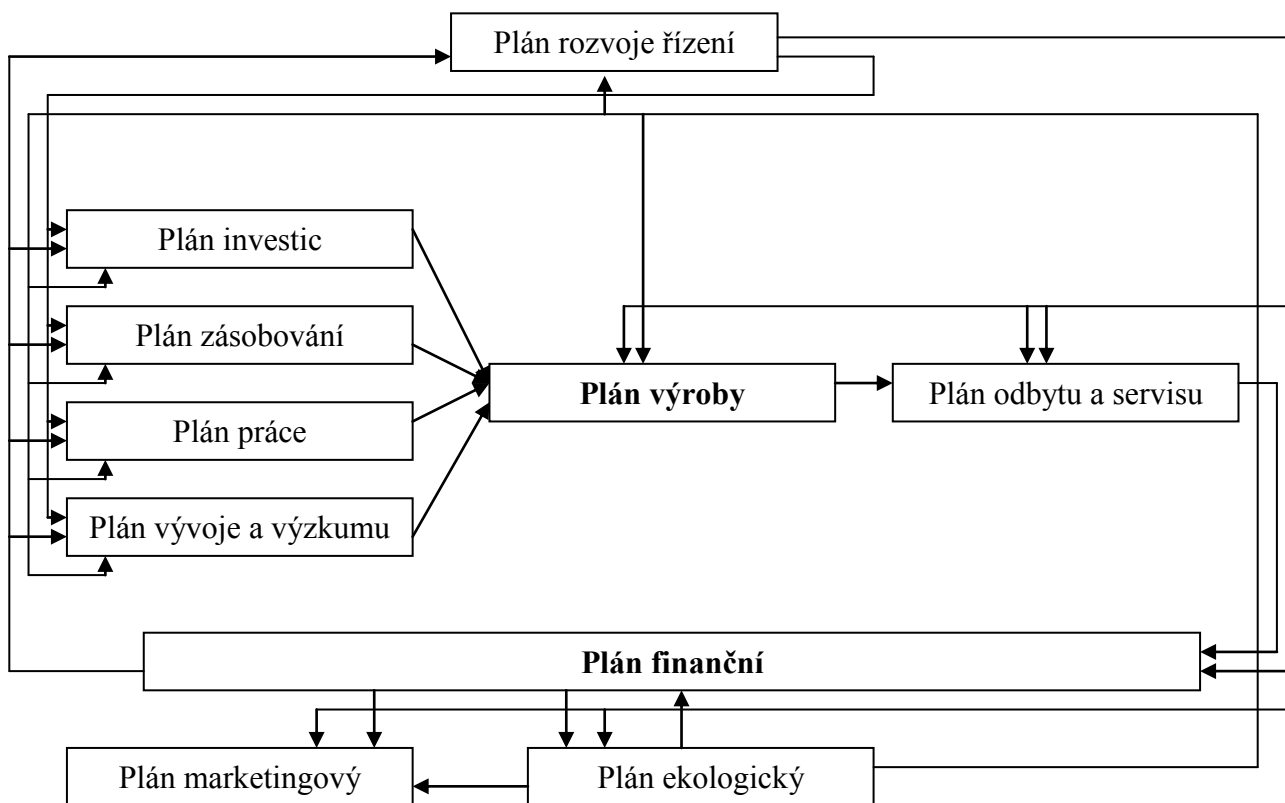 Plán rozvoje řízení
Plán investic
Plán zásobování
Plán výroby
Plán odbytu a servisu
Plán práce
Plán vývoje a výzkumu
Plán finanční
Plán marketingový
Plán ekologický